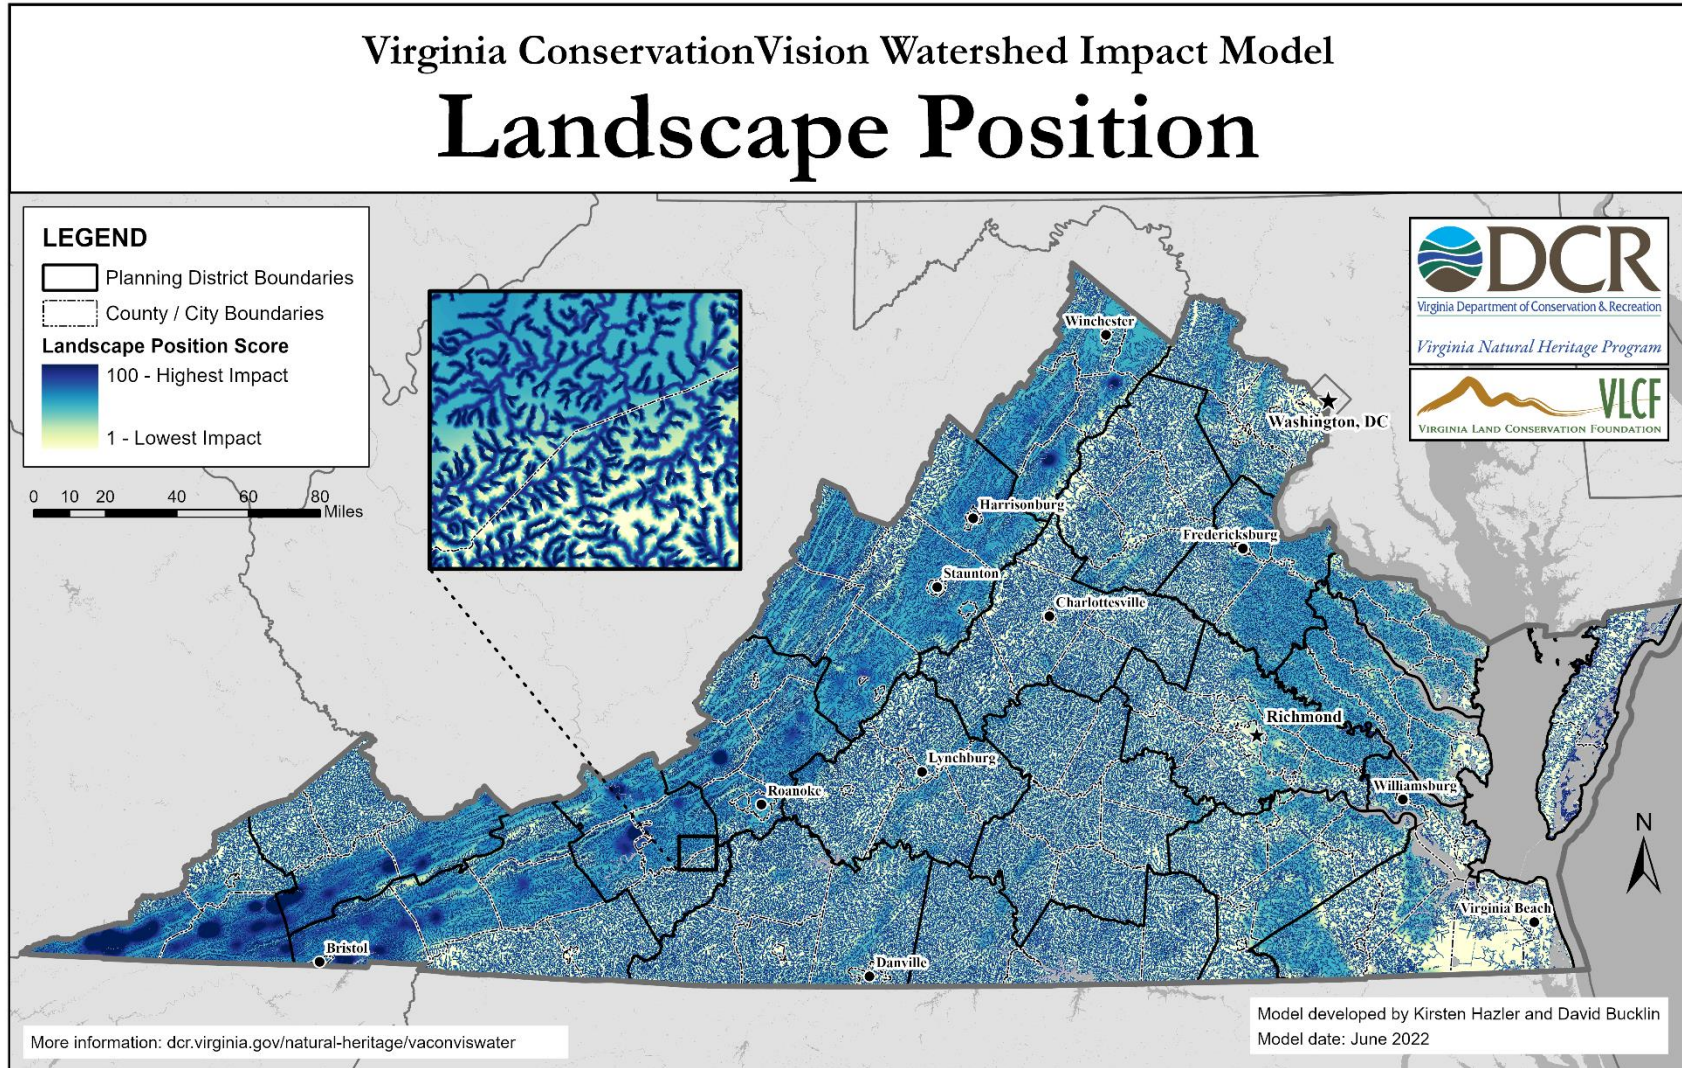 Virginia ConservationVision Watershed Impact Model
Landscape Position
LEGEND
Planning District Boundaries
County / City Boundaries
Landscape Position Score
100 - Highest Impact
1 - Lowest Impact
0 10 20 40 60 80
Miles
DCR
Virginia Department of Conservation & Recreation
Virginia Natural Heritage Program
VLCF
VIRGINIA LAND CONSERVATION FOUNDATION
Winchester
Washington, DC
Harrisonburg
Fredericksburg
Staunton
Charlottesville
Richmond
Lynchburg
Roanoke
Williamsburg
N
Virginia Beach
Bristol
Danville
More information: dcr.virginia.gov/natural-heritage/vaconviswater
Model developed by Kirsten Hazler and David Bucklin
Model date: June 2022